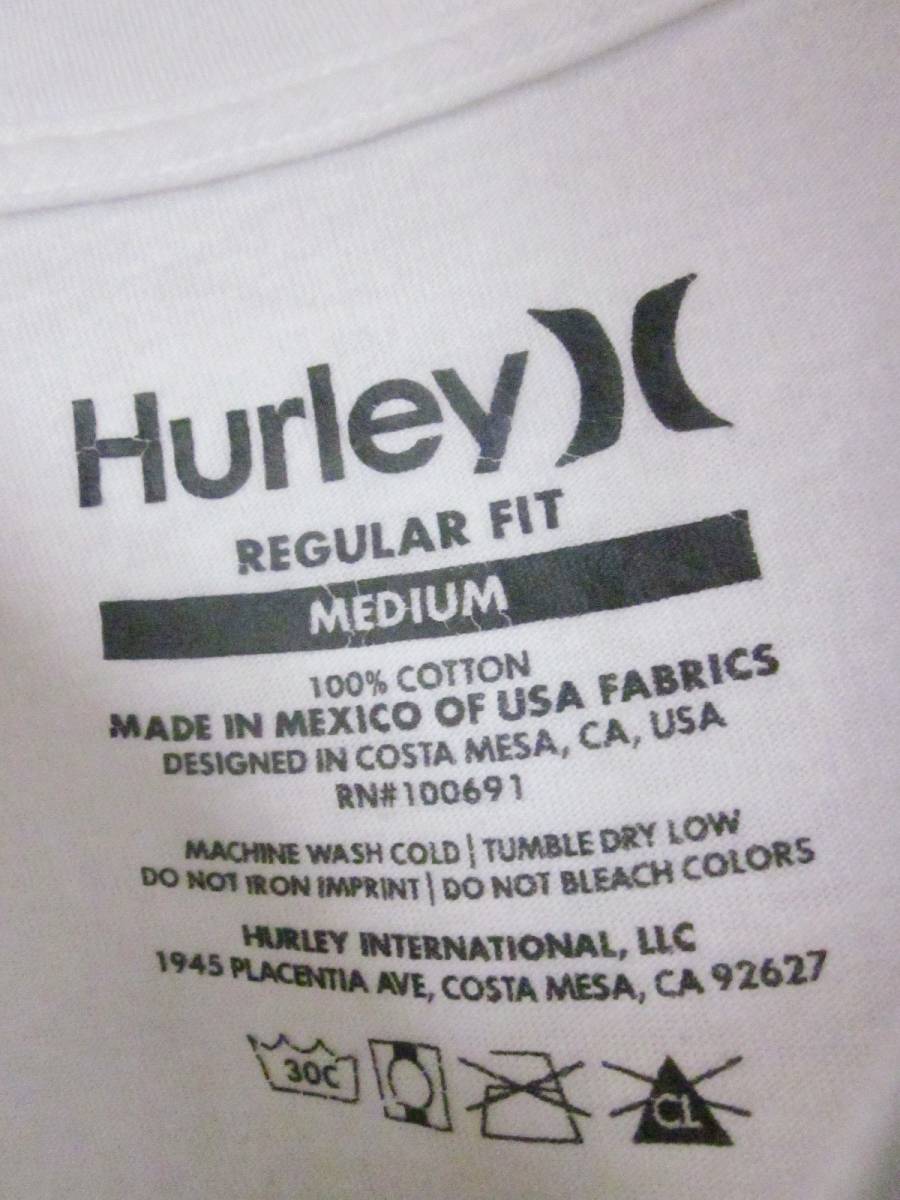 Hurley
REGULAR FIT
MEDIUM
100% COTTON
MADE IN MEXICO OF USA FABRICS
DESIGNED IN COSTA MESA, CA, USA
RN#100691
MACHINE WASH COLD | TUMBLE DRY LOW
DO NOT IRON IMPRINT | DO NOT BLEACH COLORS
HURLEY INTERNATIONAL, LLC
1945 PLACENTIA AVE, COSTA MESA, CA 92627
30C CL